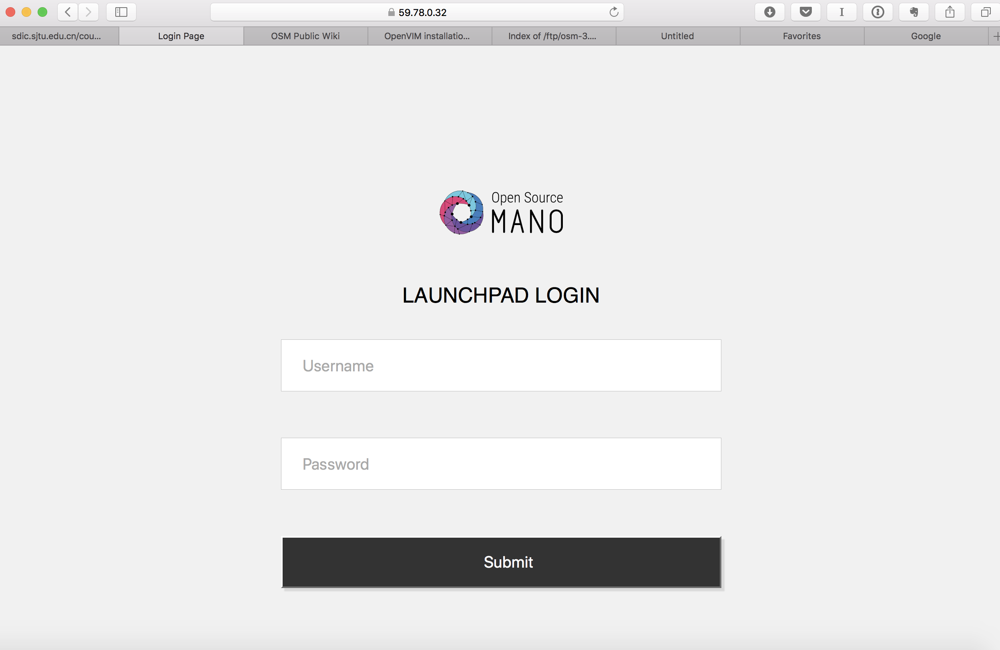 59.78.0.32
sdic.sjtu.edu.cn/cou...
Login Page
OSM Public Wiki
OpenVIM installatio...
Index of /ftp/osm-3....
Untitled
Favorites
Google
Open Source
MANO
LAUNCHPAD LOGIN
Username
Password
Submit